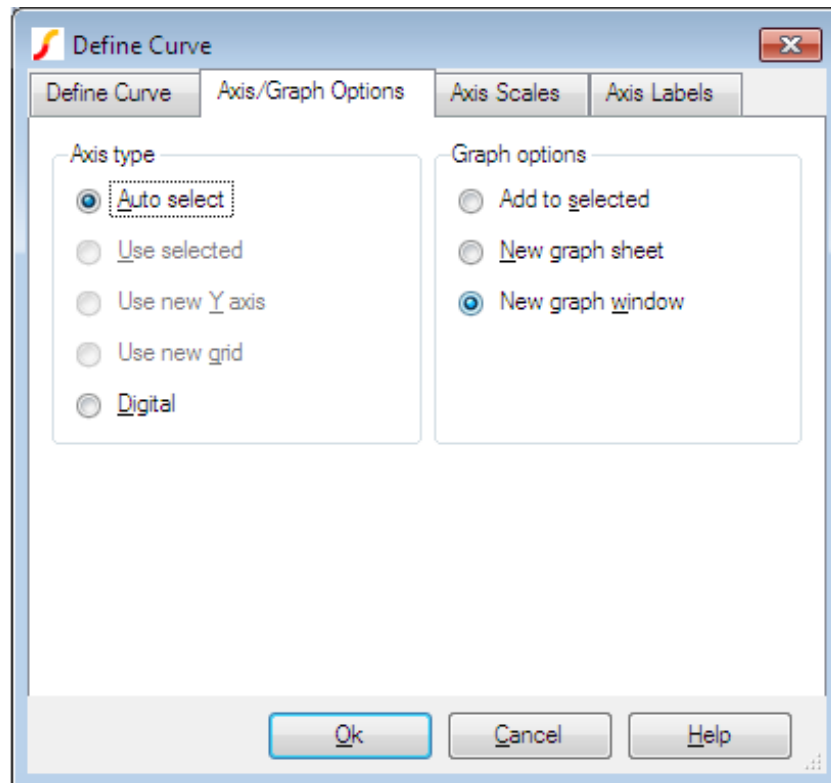 Define Curve
Define Curve
Axis/Graph Options
Axis Scales
Axis Labels
Axis type
Auto select
Use selected
Use new Y axis
Use new grid
Digital
Graph options
Add to selected
New graph sheet
New graph window
Ok
Cancel
Help